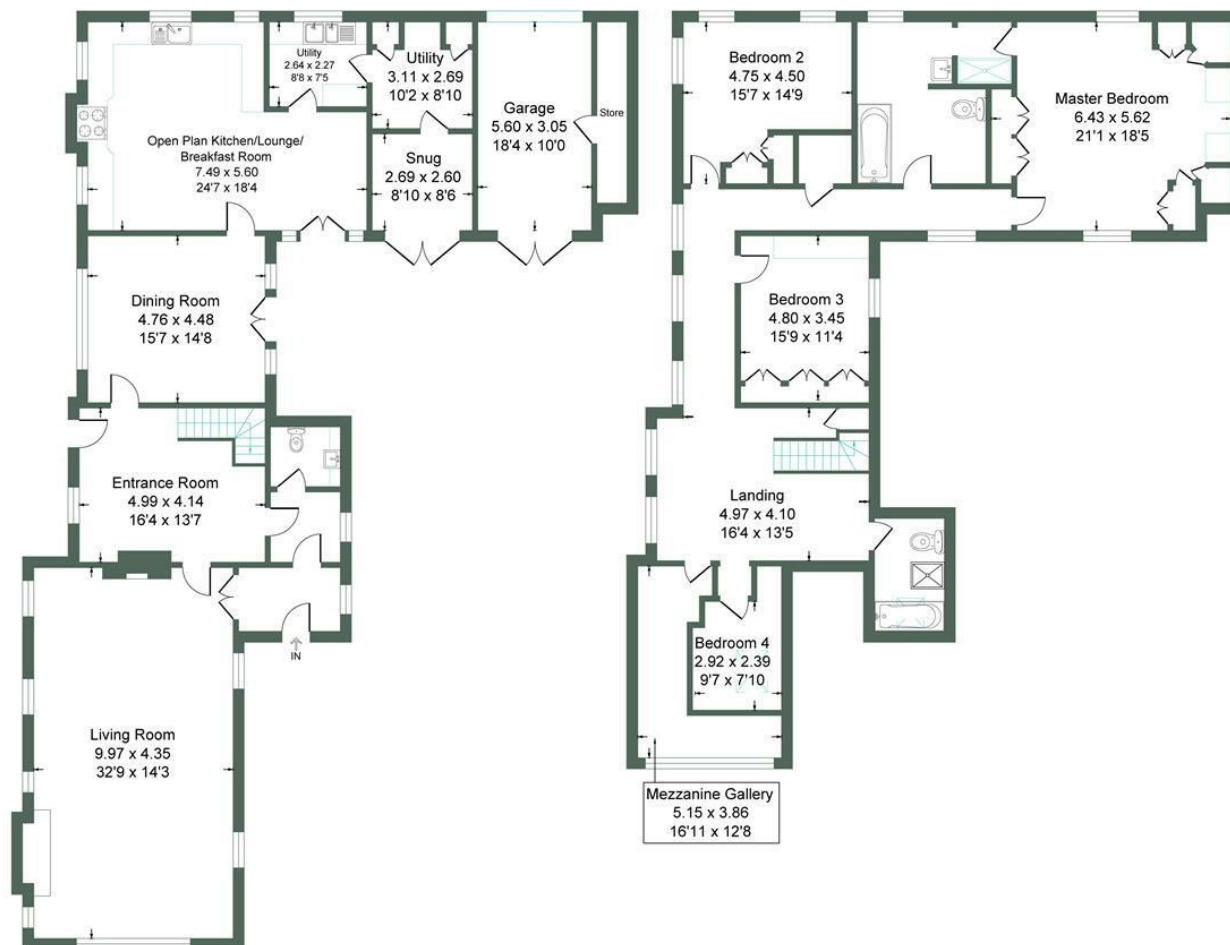 Utility
2.64 x 2.27
8'8 x 7'5
Utility
3.11 x 2.69
10'2 x 8'10
Garage
5.60 x 3.05
18'4 x 10'0
Store
Open Plan Kitchen/Lounge/
Breakfast Room
7.49 x 5.60
24'7 x 18'4
Snug
2.69 x 2.60
8'10 x 8'6
Dining Room
4.76 x 4.48
15'7 x 14'8
Entrance Room
4.99 x 4.14
16'4 x 13'7
IN
Living Room
9.97 x 4.35
32'9 x 14'3
Bedroom 2
4.75 x 4.50
15'7 x 14'9
Master Bedroom
6.43 x 5.62
21'1 x 18'5
Bedroom 3
4.80 x 3.45
15'9 x 11'4
Landing
4.97 x 4.10
16'4 x 13'5
Bedroom 4
2.92 x 2.39
9'7 x 7'10
Mezzanine Gallery
5.15 x 3.86
16'11 x 12'8